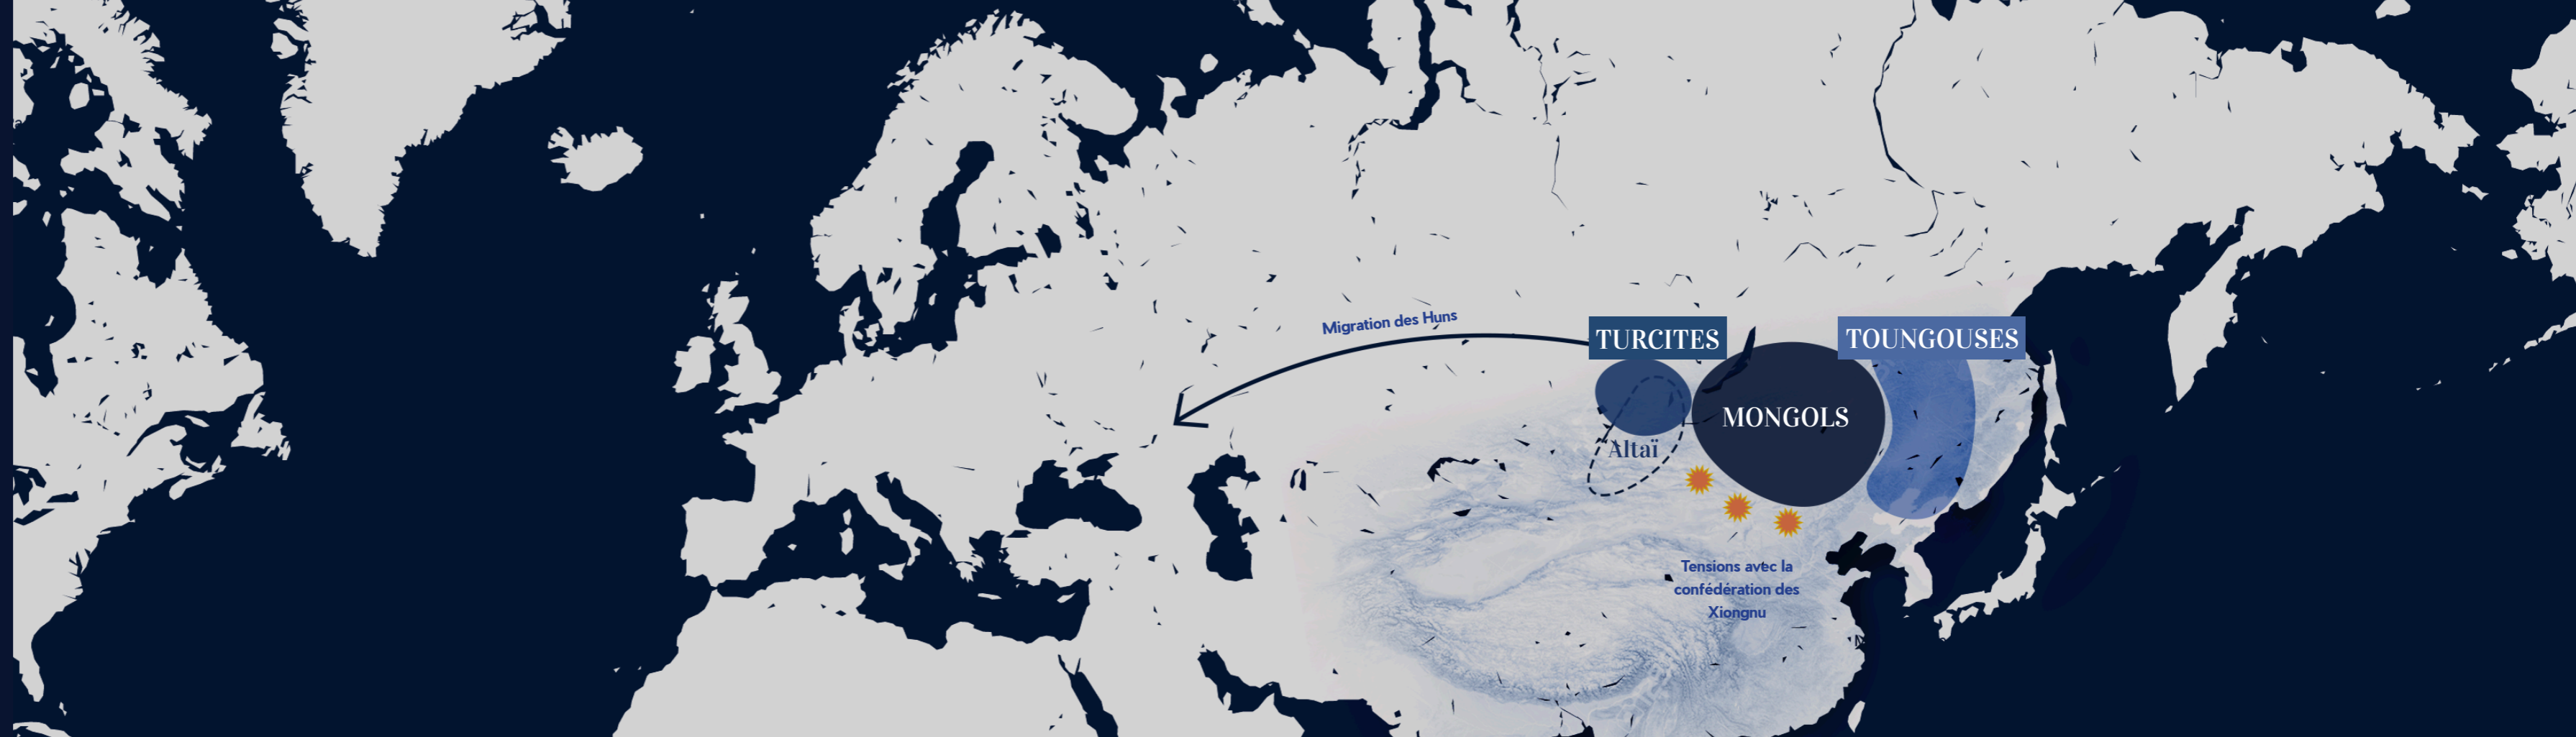 Migration des Huns
TURCITES
TOUNGOUSES
MONGOLS
Altaï
Tensions avec la
confédération des
Xiongnu